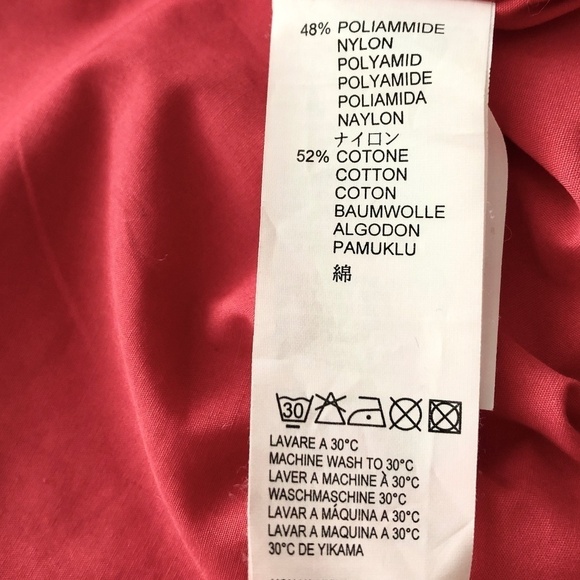 48% POLIAMMIDE
NYLON
POLYAMID
POLYAMIDE
POLIAMIDA
NAYLON
ナイロン
52% COTONE
COTTON
COTON
BAUMWOLLE
ALGODON
PAMUKLU
綿
30
LAVARE A 30°C
MACHINE WASH TO 30°C
LAVER A MACHINE À 30°C
WASCHMASCHINE 30°C
LAVAR A MÁQUINA A 30°C
LAVAR A MÁQUINA A 30°C
30°C DE YIKAMA